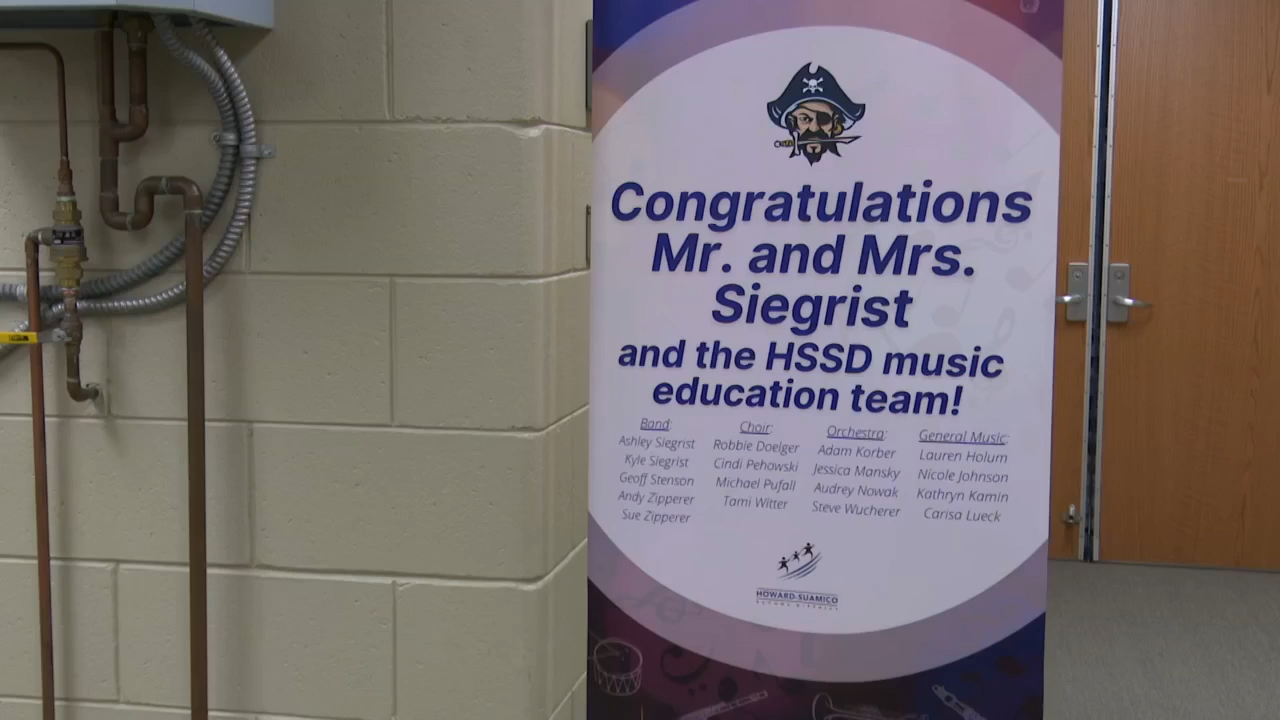 Congratulations
Mr. and Mrs.
Siegrist
and the HSSD music
education team!
Band:
Ashley Siegrist
Kyle Siegrist
Geoff Stenson
Andy Zipperer
Sue Zipperer
Choir:
Robbie Doelger
Cindi Pehowski
Michael Pufall
Tami Witter
Orchestra:
Adam Korber
Jessica Mansky
Audrey Nowak
Steve Wucherer
General Music:
Lauren Holum
Nicole Johnson
Kathryn Kamin
Carisa Lueck
HOWARD-SUAMICO
SCHOOL DISTRICT